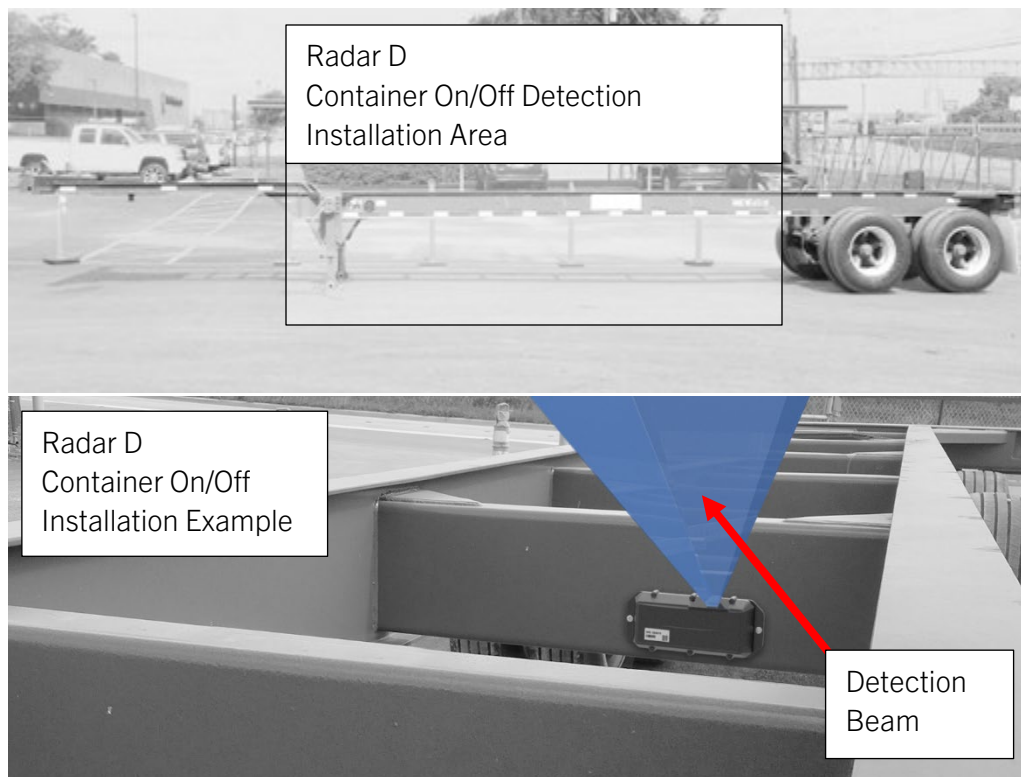 Radar D
Container On/Off Detection
Installation Area
Radar D
Container On/Off
Installation Example
Detection
Beam